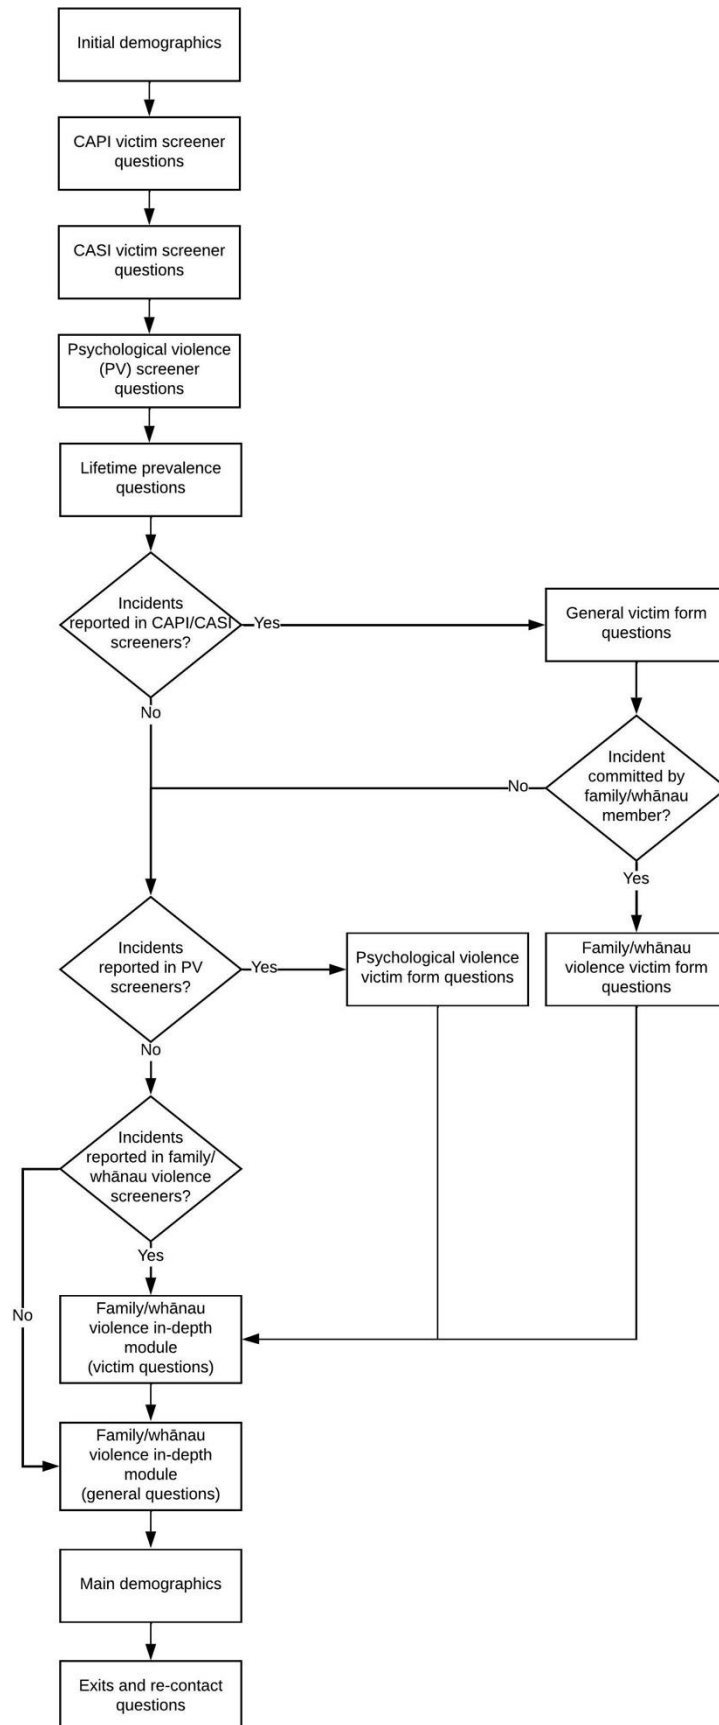 Initial demographics
CAPI victim screener
questions
CASI victim screener
questions
Psychological violence
(PV) screener
questions
Lifetime prevalence
questions
Incidents
reported in CAPI/CASI
screeners?
Yes
General victim form
questions
No
Incident
committed by
family/whānau
member?
No
Yes
Incidents
reported in PV
screeners?
Yes
Psychological violence
victim form questions
Family/whānau
violence victim form
questions
No
Incidents
reported in family/
whānau violence
screeners?
Yes
No
Family/whānau
violence in-depth
module
(victim questions)
Family/whānau
violence in-depth
module
(general questions)
Main demographics
Exits and re-contact
questions